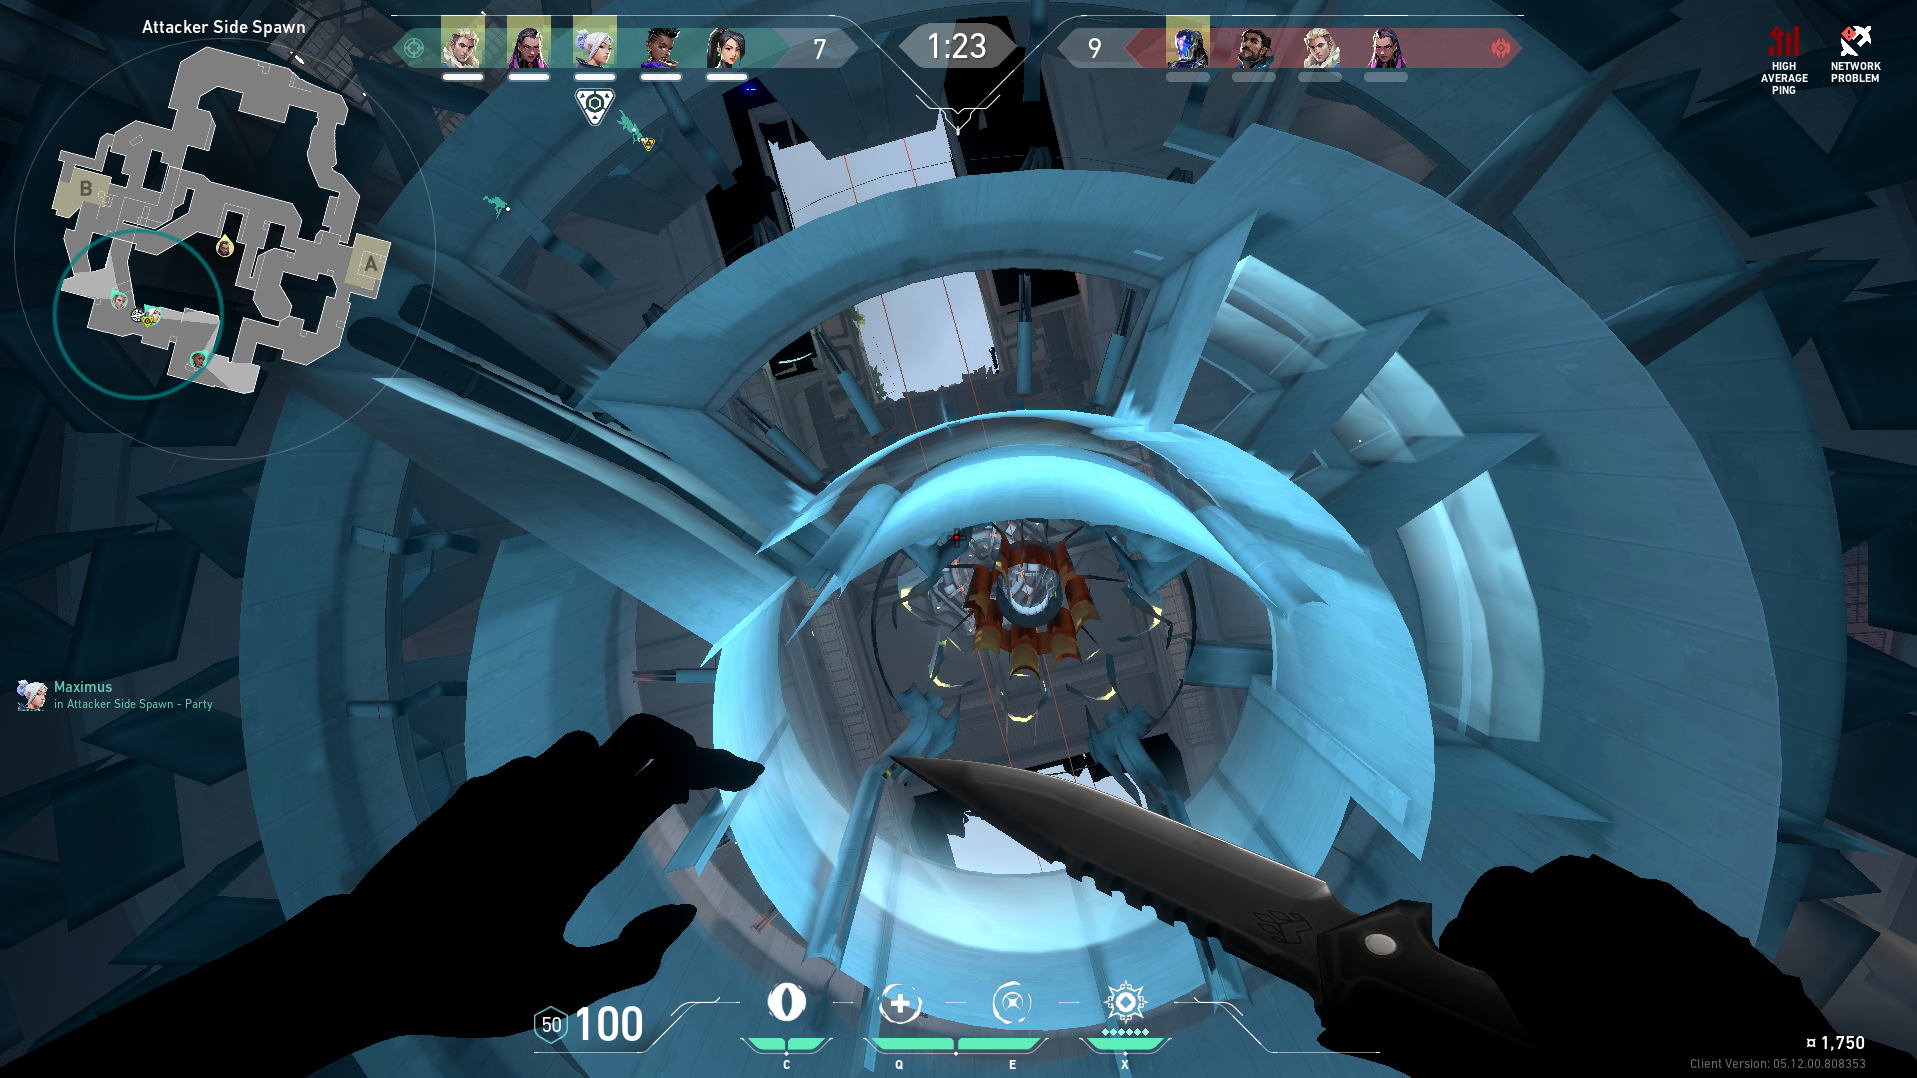 Attacker Side Spawn
7
1:23
9
HIGH
AVERAGE
PING
NETWORK
PROBLEM
B
A
Maximus
in Attacker Side Spawn - Party
50
100
C
Q
E
X
¤ 1,750
Client Version: 05.12.00.808353